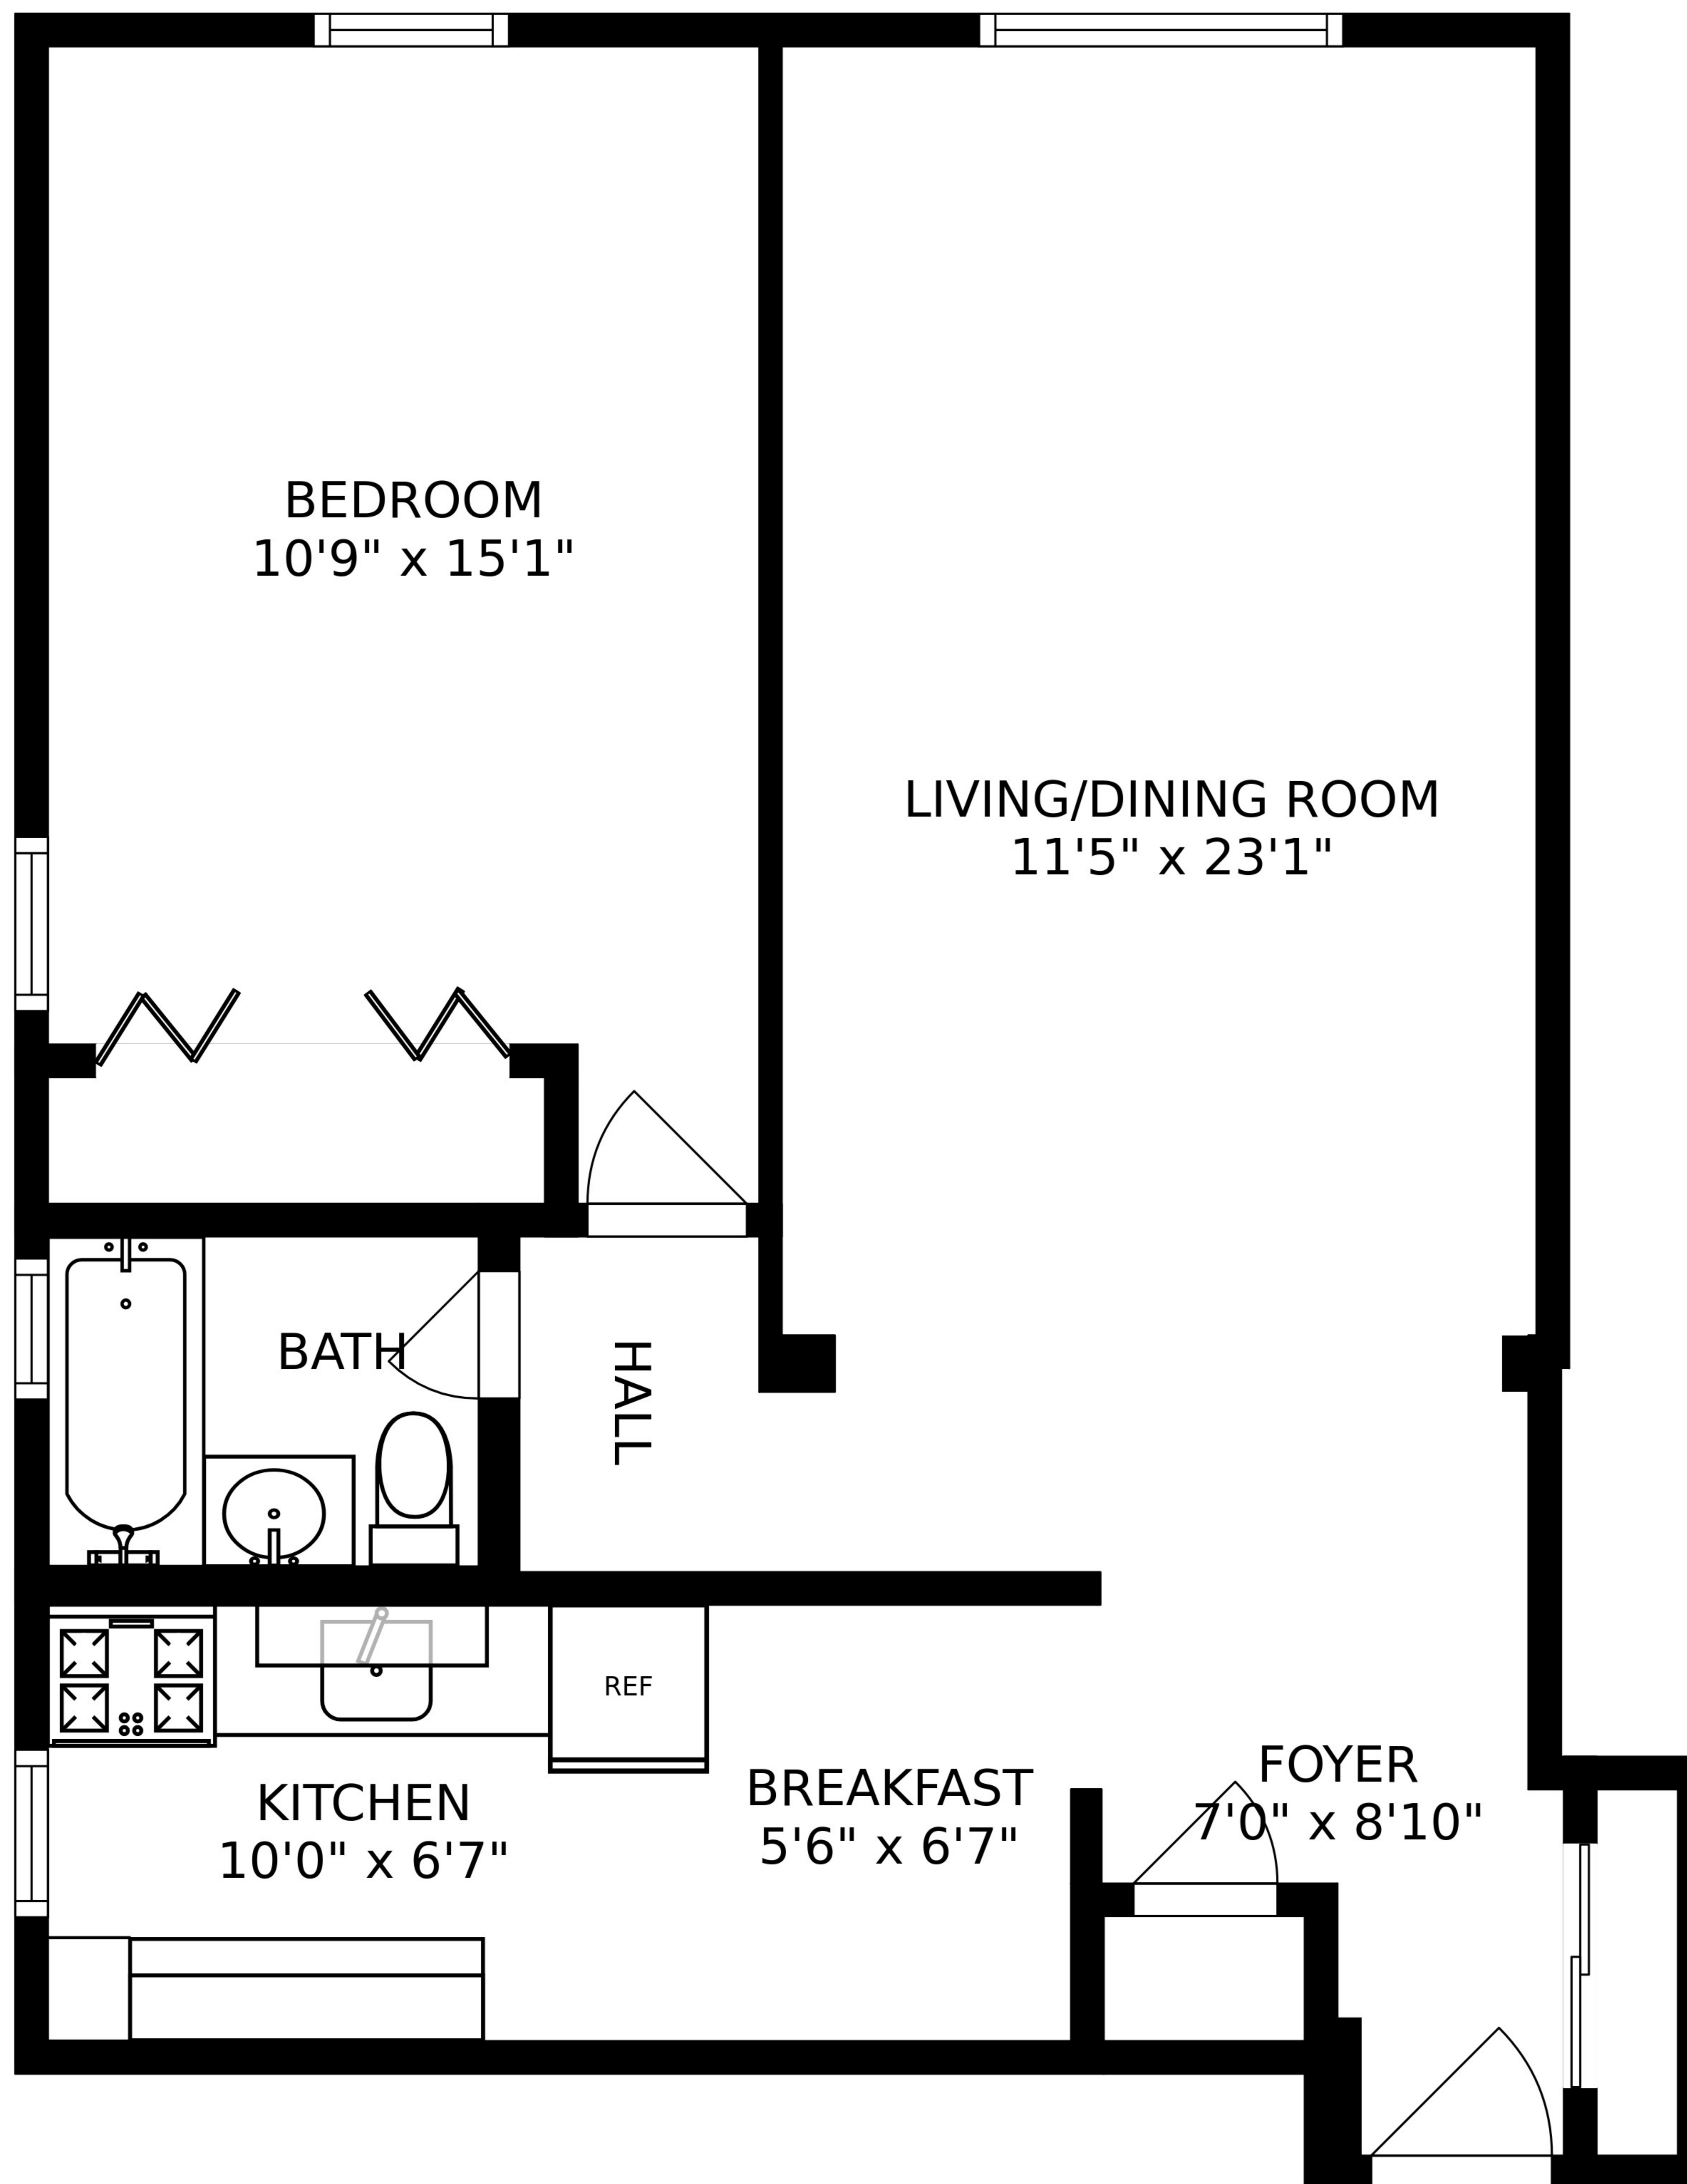 BEDROOM
10'9" x 15'1"
LIVING/DINING ROOM
11'5" x 23'1"
BATH
HALL
REF
KITCHEN
10'0" x 6'7"
BREAKFAST
5'6" x 6'7"
FOYER
7'0" x 8'10"